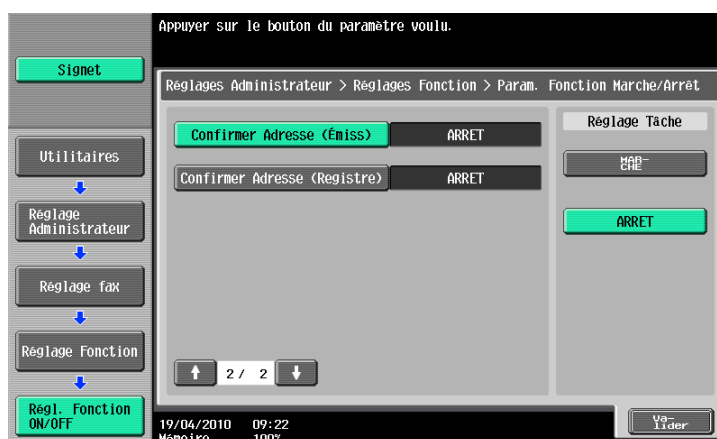 Appuyer sur le bouton du paramètre voulu.
Signet
Réglages Administrateur > Réglages Fonction > Param. Fonction Marche/Arrêt
Confirmer Adresse (Émiss)
ARRET
Confirmer Adresse (Registre)
ARRET
Réglage Tâche
MAR-
CHE
ARRET
Utilitaires
Réglage
Administrateur
Réglage fax
Réglage Fonction
Régl. Fonction
ON/OFF
2/ 2
19/04/2010 09:22
Mémoire 100%
Va-
lider